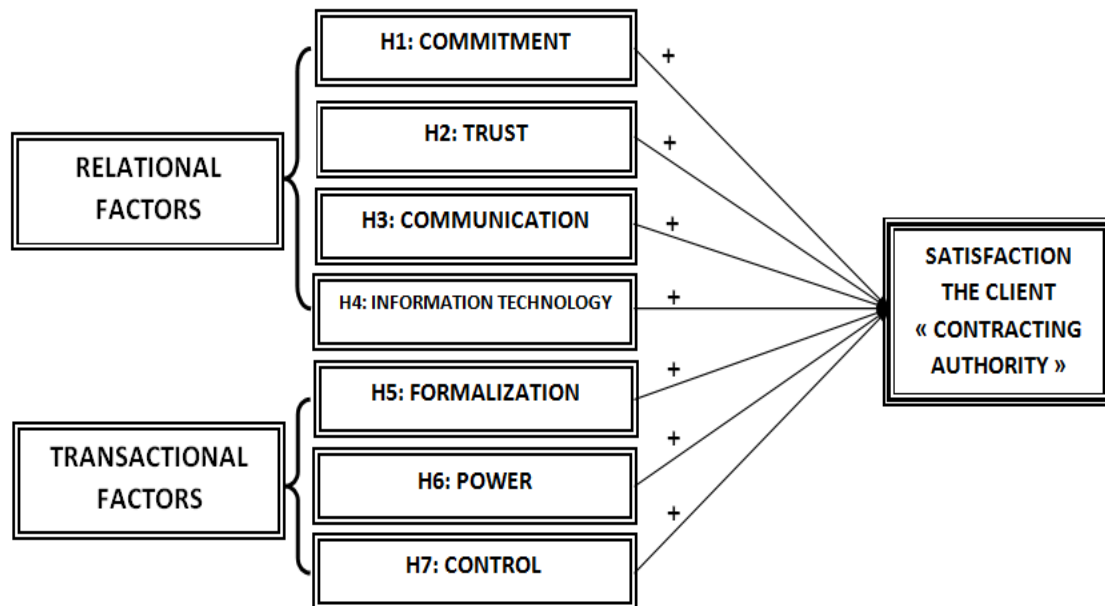 RELATIONAL
FACTORS
H1: COMMITMENT
H2: TRUST
H3: COMMUNICATION
H4: INFORMATION TECHNOLOGY
TRANSACTIONAL
FACTORS
H5: FORMALIZATION
H6: POWER
H7: CONTROL
+
+
+
+
+
+
+
SATISFACTION
THE CLIENT
« CONTRACTING
AUTHORITY »